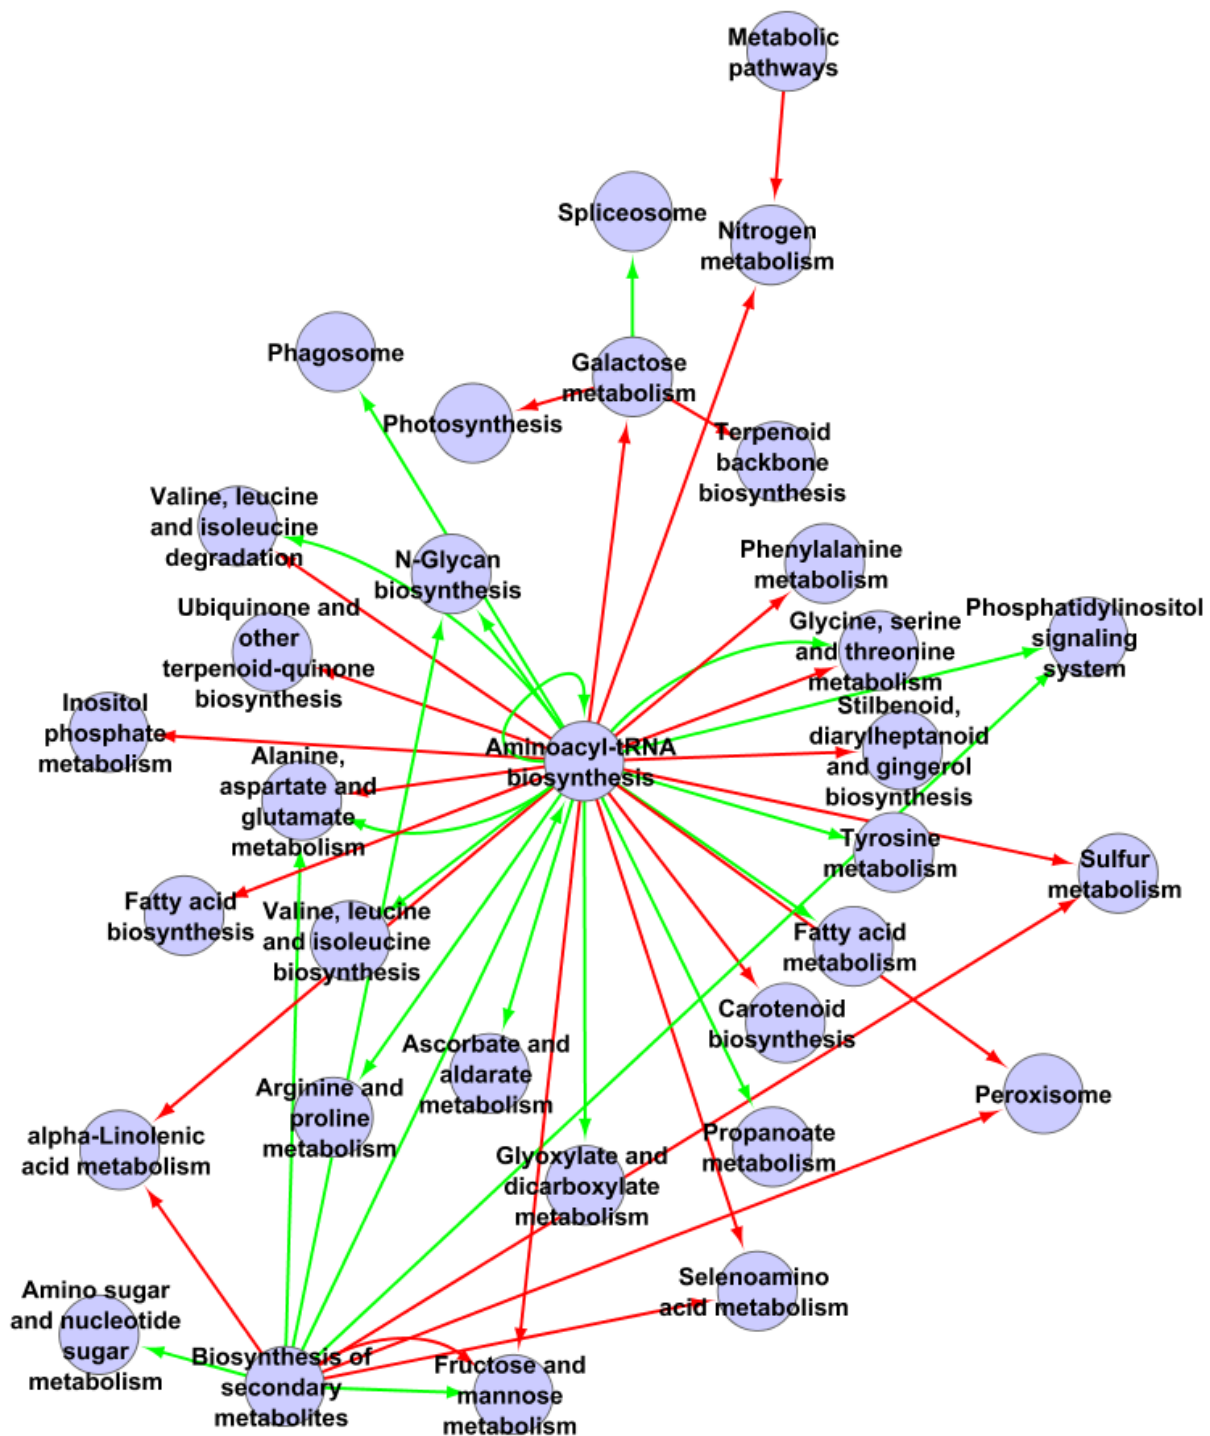 Metabolic
pathways
Spliceosome
Nitrogen
metabolism
Phagosome
Galactose
metabolism
Photosynthesis
Terpenoid
backbone
biosynthesis
Valine, leucine
and isoleucine
degradation
N-Glycan
biosynthesis
Phenylalanine
metabolism
Ubiquinone and
other
terpenoid-quinone
biosynthesis
Glycine, serine
and threonine
metabolism
Phosphatidylinositol
signaling
system
Inositol
phosphate
metabolism
Aminoacyl-tRNA
biosynthesis
Stilbenoid,
diarylheptanoid
and gingerol
biosynthesis
Alanine,
aspartate and
glutamate
metabolism
Tyrosine
metabolism
Sulfur
metabolism
Fatty acid
biosynthesis
Valine, leucine
and isoleucine
biosynthesis
Fatty acid
metabolism
Carotenoid
biosynthesis
Ascorbate and
aldarate
metabolism
Arginine and
proline
metabolism
Peroxisome
alpha-Linolenic
acid metabolism
Propanoate
metabolism
Glyoxylate and
dicarboxylate
metabolism
Selenoamino
acid metabolism
Amino sugar
and nucleotide
sugar
metabolism
Biosynthesis of
secondary
metabolites
Fructose and
mannose
metabolism